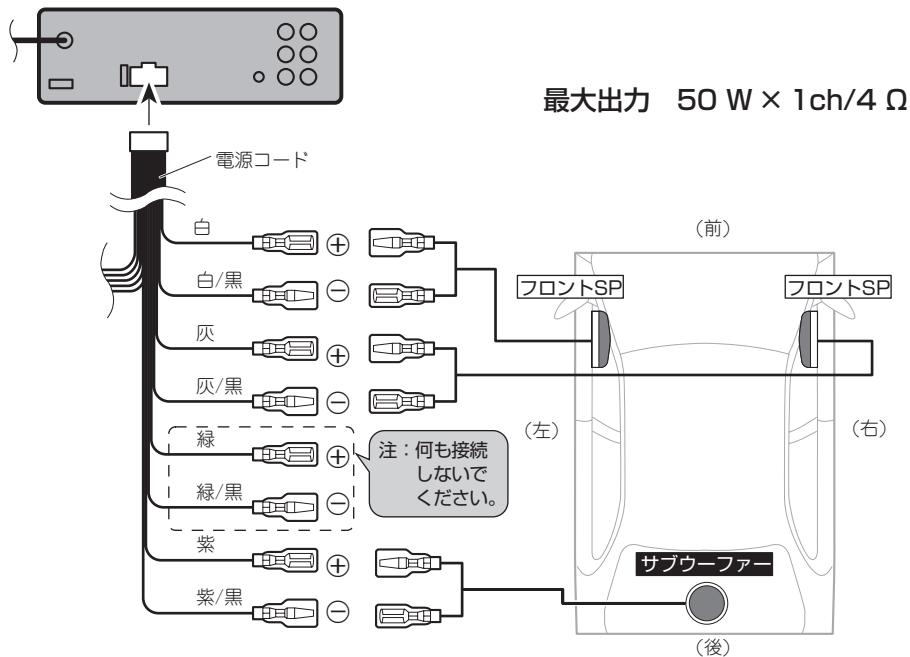 最大出力 50 W × 1ch/4 Ω
電源コード
白
⊕
白/黒
⊖
灰
⊕
灰/黒
⊖
緑
⊕
緑/黒
⊖
注：何も接続
しないで
ください。
紫
⊕
紫/黒
⊖
（前）
フロントSP
フロントSP
（左）
（右）
サブウーファー
（後）